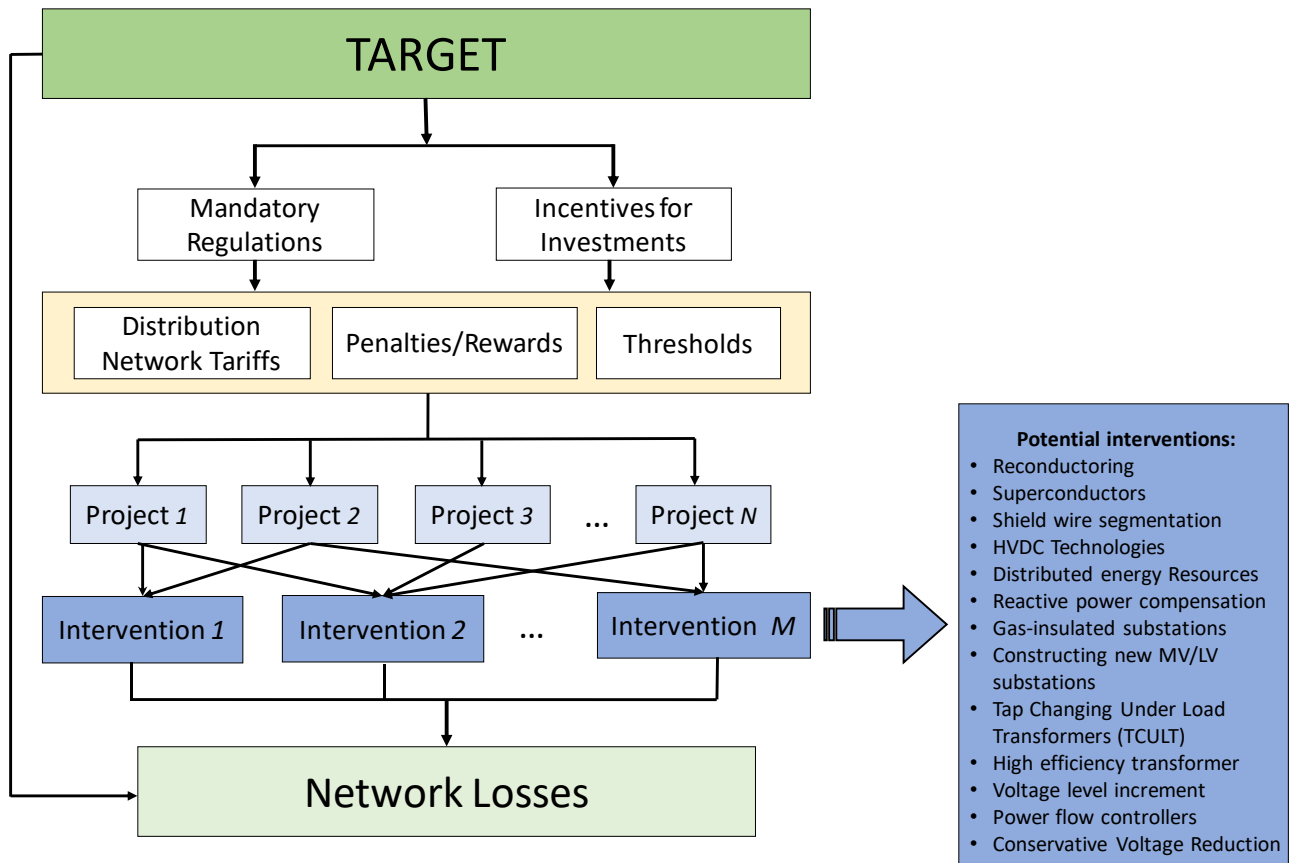 TARGET
Mandatory
Regulations
Incentives for
Investments
Distribution
Network Tariffs
Penalties/Rewards
Thresholds
Project 1
Project 2
Project 3
...
Project N
Intervention 1
Intervention 2
...
Intervention M
Network Losses
Potential interventions:
• Reconductoring
• Superconductors
• Shield wire segmentation
• HVDC Technologies
• Distributed energy Resources
• Reactive power compensation
• Gas-insulated substations
• Constructing new MV/LV
substations
• Tap Changing Under Load
Transformers (TCULT)
• High efficiency transformer
• Voltage level increment
• Power flow controllers
• Conservative Voltage Reduction